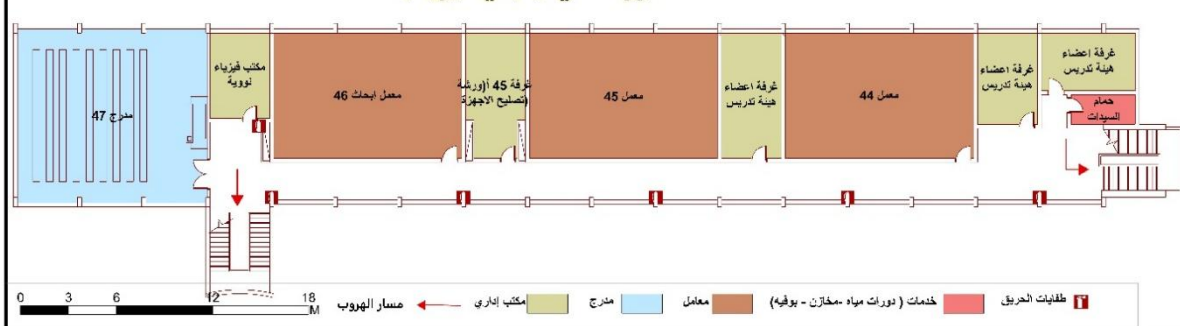 غرفة اعضاء
هيئة تدريس
غرفة اعضاء
هيئة تدريس
حمام
السيدات
معمل 44
غرفة اعضاء
هيئة تدريس
معمل 45
غرفة 45 أ(ورشة
تصليح الاجهزة)
معمل ابحاث 46
مكتب فيزياء
نووية
مدرج 47
طفايات الحريق
خدمات ( دورات مياه -مخازن - بوفيه)
معامل
مدرج
مكتب إداري
مسار الهروب
0 3 6 12 18
M